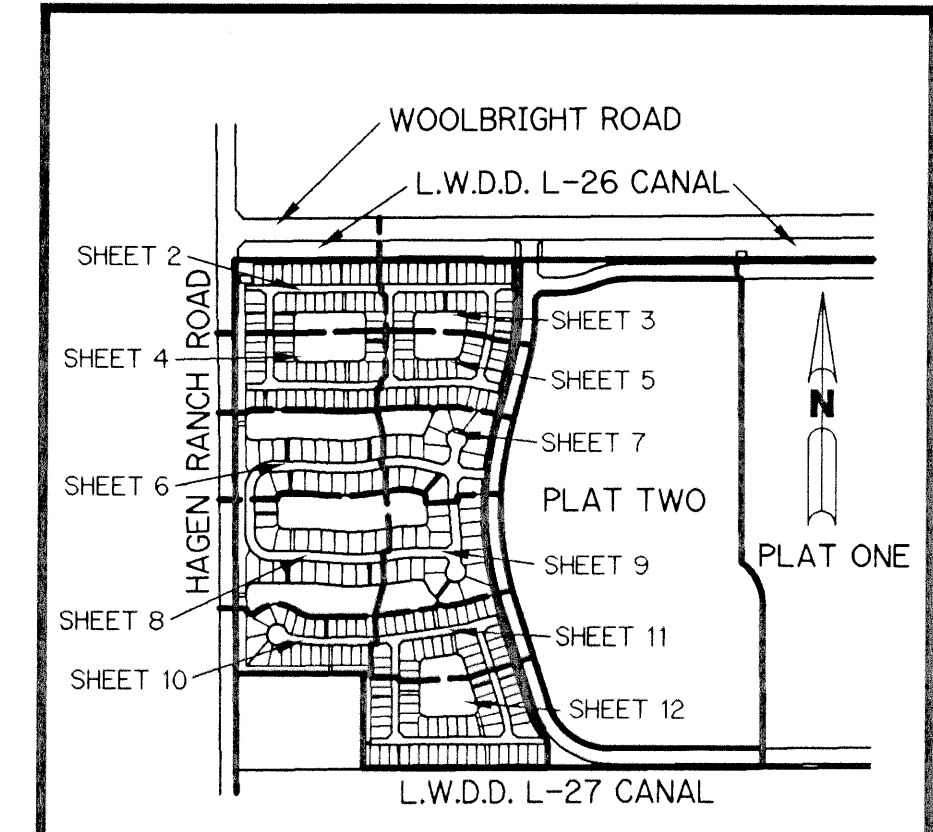 WOOLBRIGHT ROAD
L.W.D.D. L-26 CANAL
SHEET 2
SHEET 3
SHEET 4
SHEET 5
HAGEN RANCH ROAD
N
SHEET 7
SHEET 6
PLAT TWO
PLAT ONE
SHEET 9
SHEET 8
SHEET 11
SHEET 10
SHEET 12
L.W.D.D. L-27 CANAL